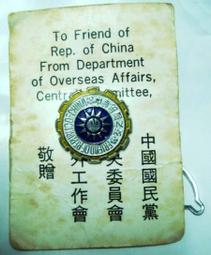 To Friend of
Rep. of China
From Department
of Overseas Affairs,
中國國民黨
央委員會
外工作會
敬贈